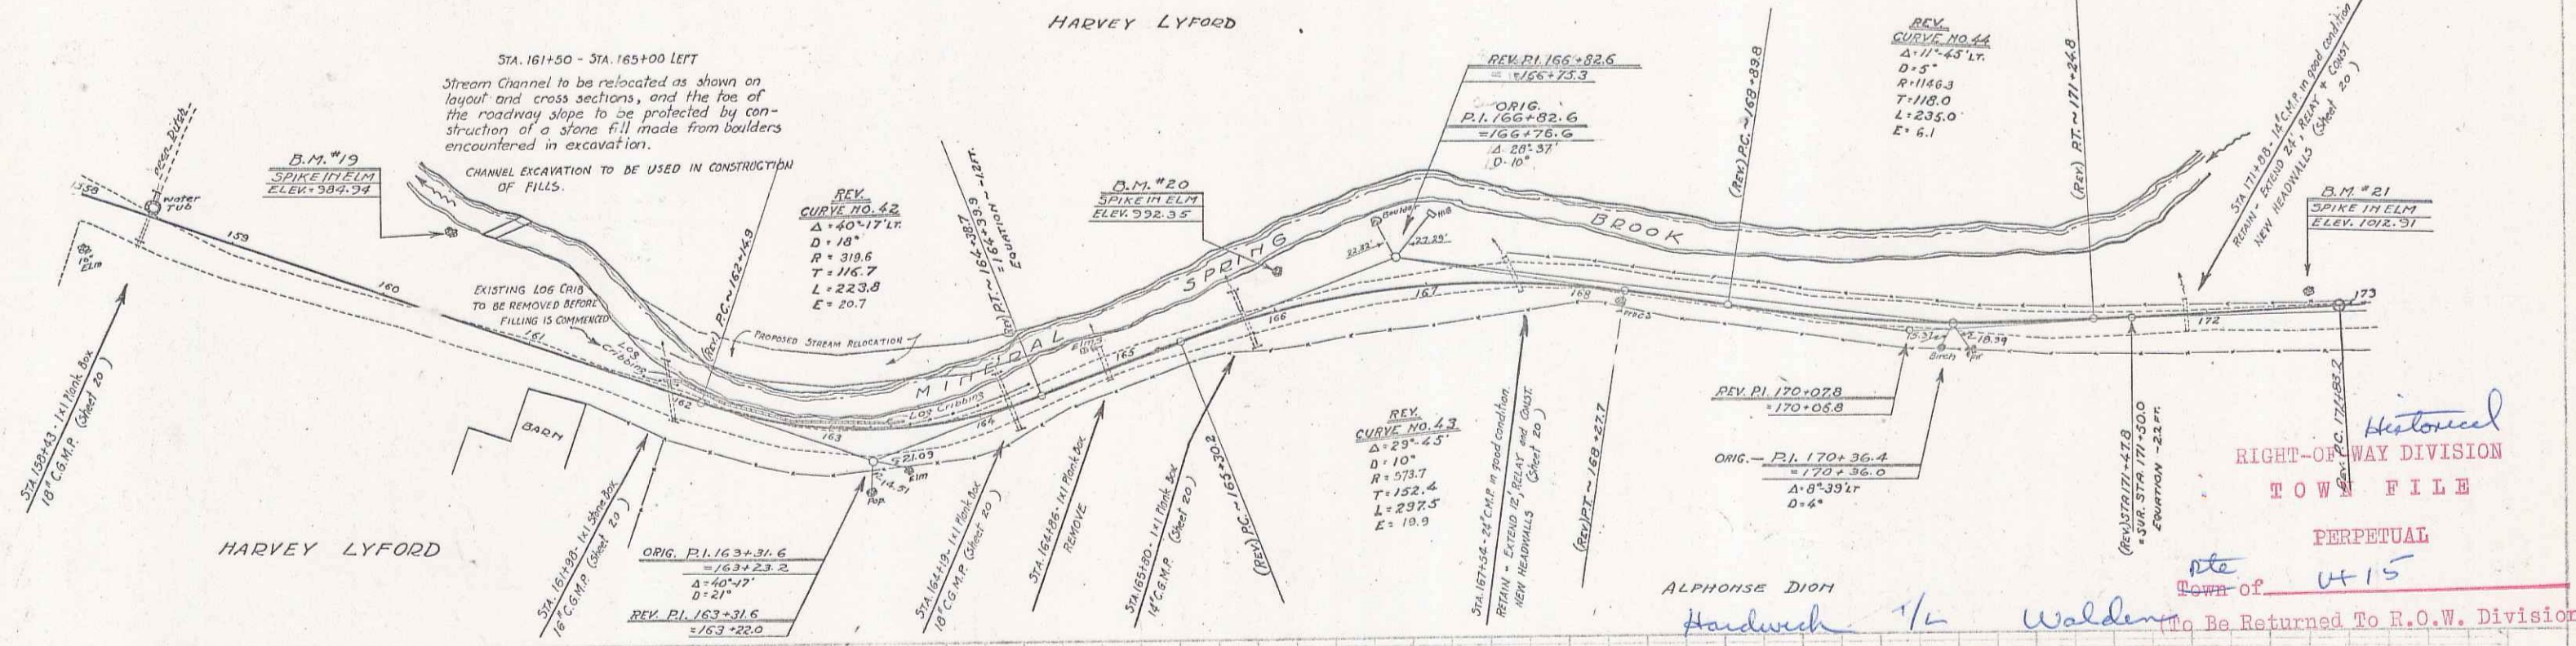 HARVEY LYFORD
STA. 161+50 - STA. 165+00 LEFT
Stream Channel to be relocated as shown on
layout and cross sections, and the toe of
the roadway slope to be protected by con-
struction of a stone fill made from boulders
encountered in excavation.
CHANNEL EXCAVATION TO BE USED IN CONSTRUCTION
OF FILLS.
B.M. #19
SPIKE IN ELM
ELEV. = 984.94
158
Water
Tub
16"
ELM
159
160
161
EXISTING LOG CRIB
TO BE REMOVED BEFORE
FILLING IS COMMENCED
LOG
Cribbing
BARN
STA. 158+43 - 1x1 Plank Box
18" C.G.M.P. (Sheet 20)
HARVEY LYFORD
STA. 161+98 - 1x1 Stone Box
16" C.G.M.P. (Sheet 20)
(REV) P.C. ~ 162+14.9
REV.
CURVE NO. 42
Δ = 40°-17' LT.
D = 18°
R = 319.6
T = 116.7
L = 223.8
E = 20.7
PROPOSED STREAM RELOCATION
162
163
164
165
166
167
168
Log Cribbing
MINERAL SPRING BROOK
21.09
14.51
Elm
Pop.
ORIG. P.I. 163+31.6
=163+23.2
Δ=40°-17'
D=21°
REV. P.I. 163+31.6
=163+22.0
(REV) P.T. ~ 164+38.7
=164+39.9
EQUATION ~ -1.2 FT.
STA. 164+19 - 1x1 Plank Box
18" C.G.M.P. (Sheet 20)
STA. 164+86 - 1x1 Plank Box
REMOVE
STA. 165+80 - 1x1 Plank Box
14" C.G.M.P. (Sheet 20)
(REV) P.C. ~ 165+30.2
B.M. #20
SPIKE IN ELM
ELEV. 992.35
REV. P.I. 166+82.6
=166+75.3
ORIG.
P.I. 166+82.6
=166+76.6
Δ 28°-37'
D-10°
Boulder
Hub
22.32'
27.29'
REV.
CURVE NO. 43
Δ = 29°-45'
D = 10°
R = 573.7
T = 152.4
L = 297.5
E = 19.9
STA. 167+54 - 24" C.M.P. in good condition.
RETAIN - EXTEND 12', RELAY and CONST.
NEW HEADWALLS (Sheet 20)
(REV) P.T. ~ 168+27.7
(REV.) P.C. ~ 168+89.8
REV.
CURVE NO. 44
Δ = 11°-45' LT.
D = 5°
R = 1146.3
T = 118.0
L = 235.0
E = 6.1
REV. P.I. 170+07.8
=170+06.8
ORIG. - P.I. 170+36.4
=170+36.0
Δ=8°-39' LT
D=4°
18.39
Birch
Fir
(REV) P.T. ~ 171+24.8
STA 171+88 - 14" C.M.P. in good condition
RETAIN - EXTEND 24', RELAY & CONST
NEW HEADWALLS (Sheet 20)
B.M. #21
SPIKE IN ELM
ELEV. 1012.91
172
173
(REV) STA 171+47.8
=SUR. STA. 171+50.0
EQUATION -2.2 FT.
REV. P.C. 172+83.2
ALPHONSE DION
Historical
RIGHT-OF-WAY DIVISION
TOWN FILE
PERPETUAL
Rte
Town of V+15
Hardwick T/L Walden
(To Be Returned To R.O.W. Division